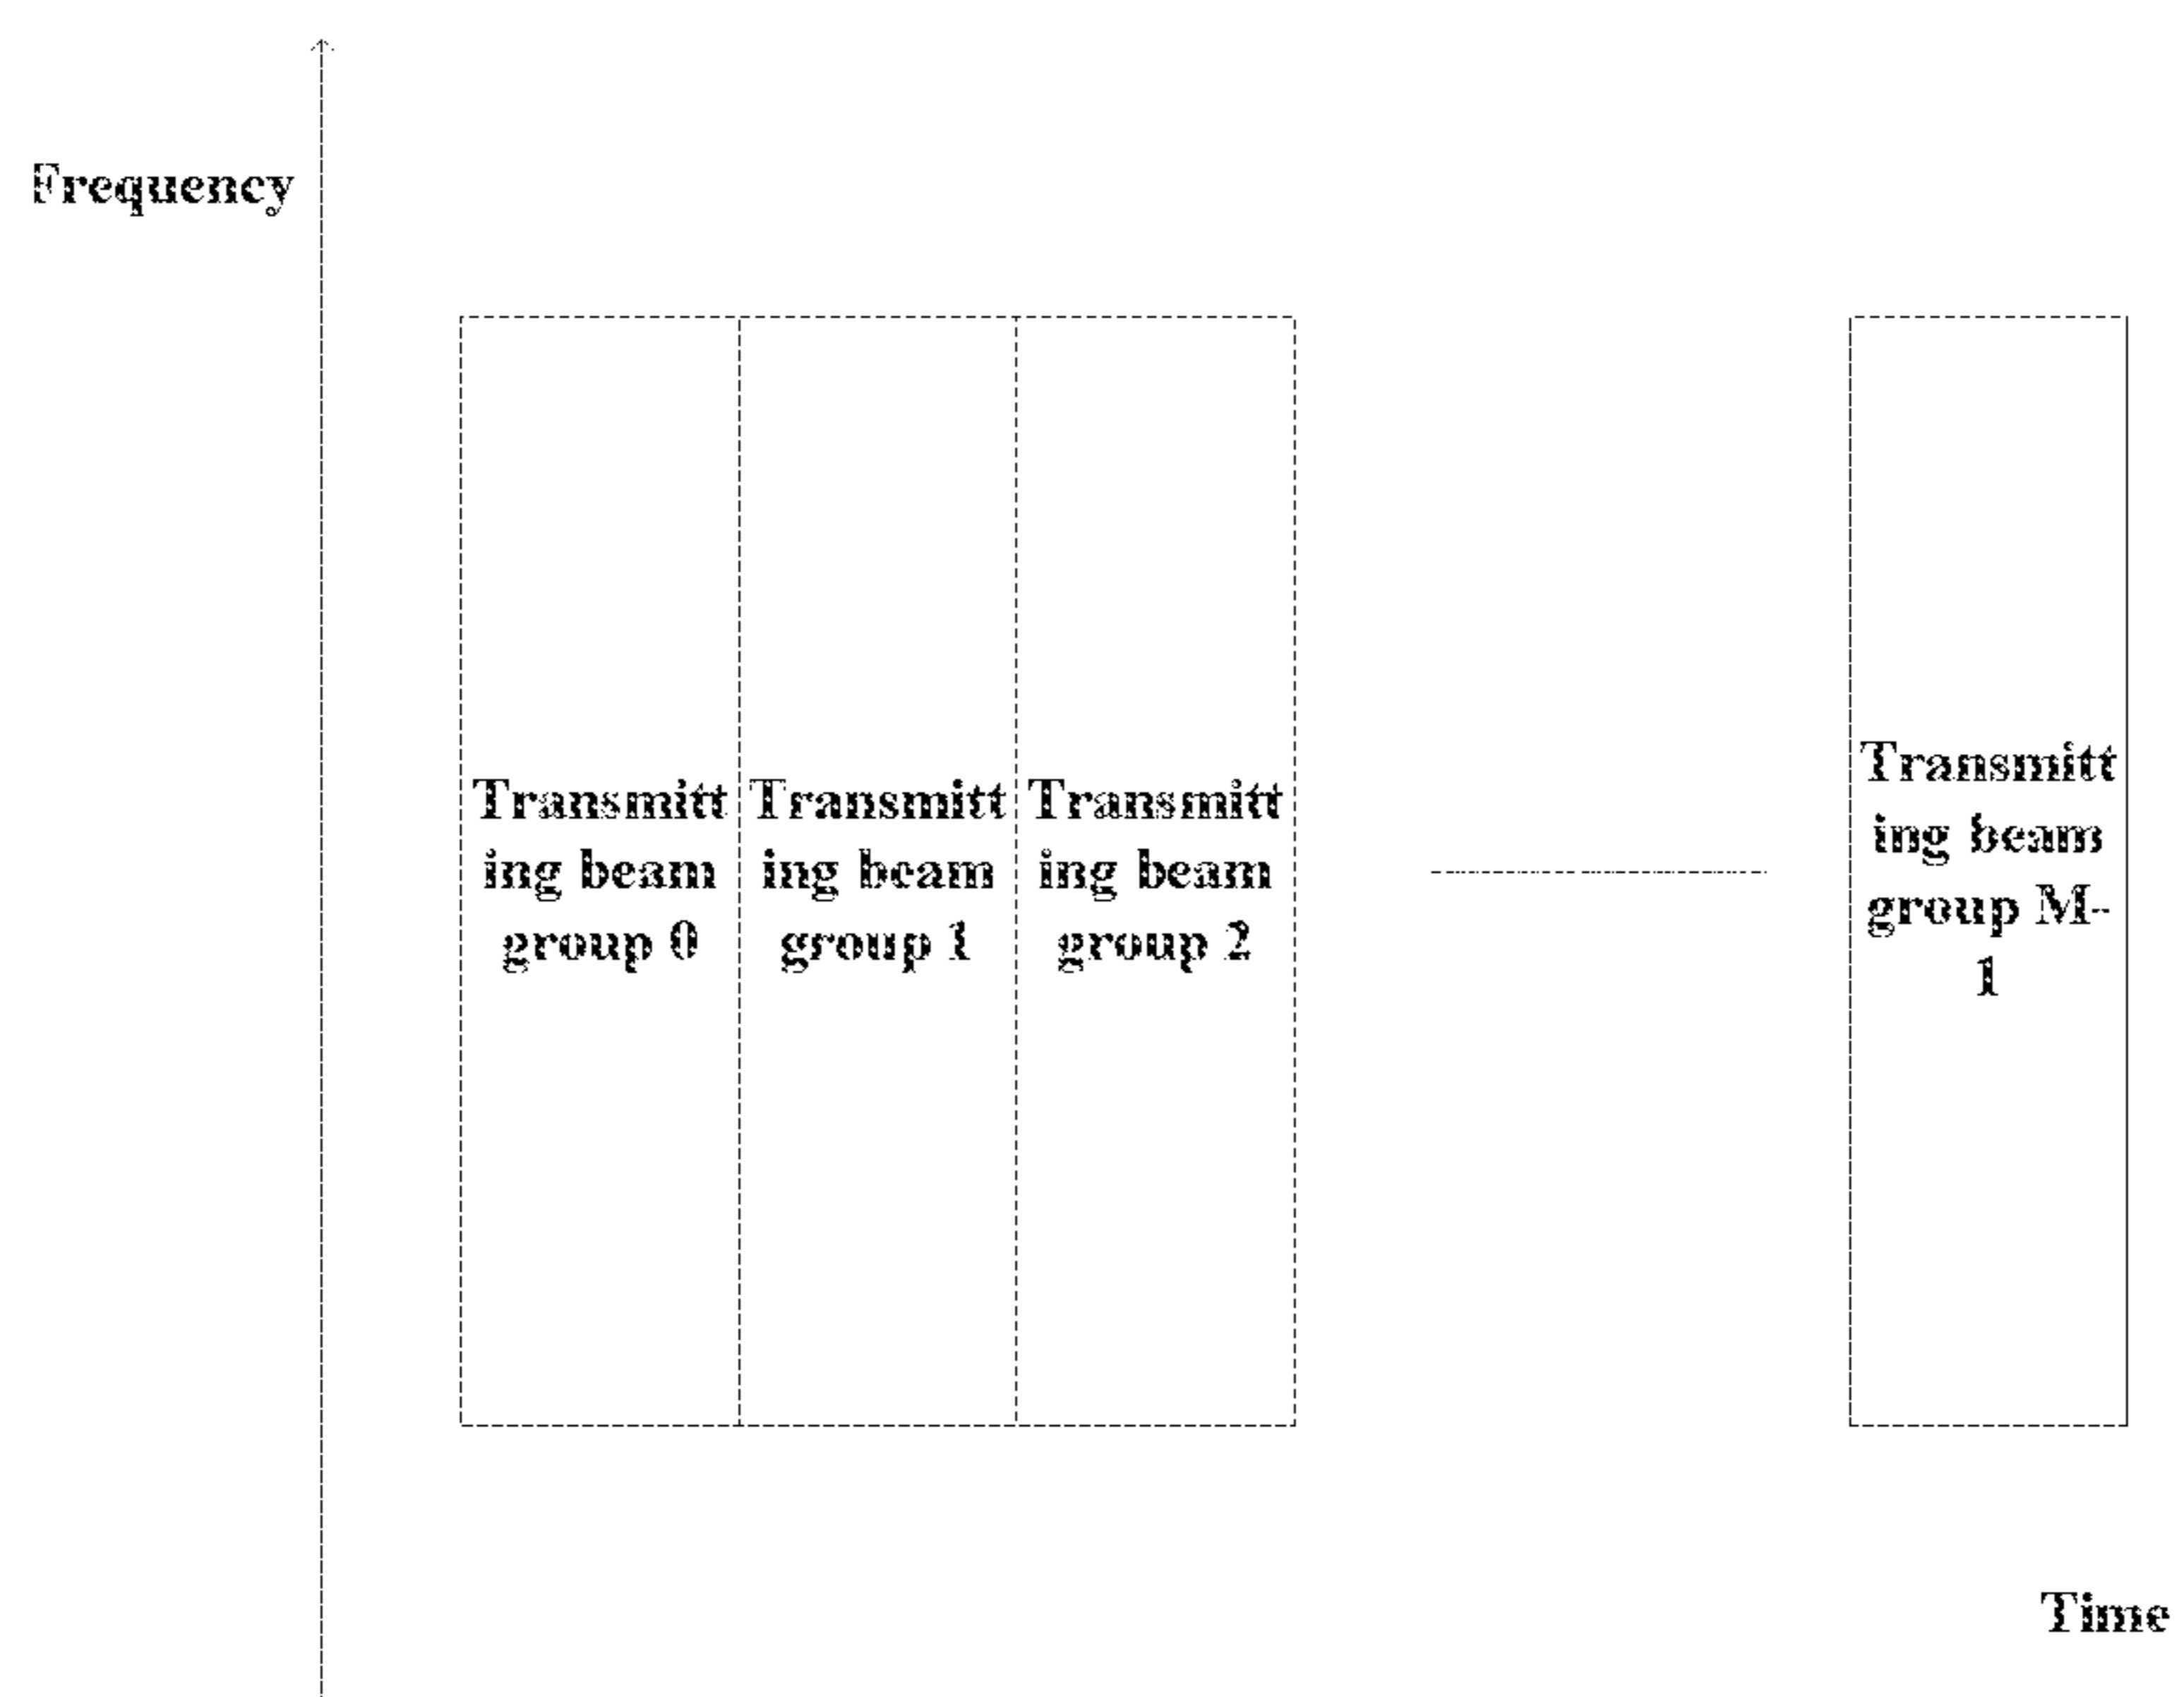 Frequency
Transmitt
ing beam
group 0
Transmitt
ing beam
group 1
Transmitt
ing beam
group 2
Transmitt
ing beam
group M-
1
Time